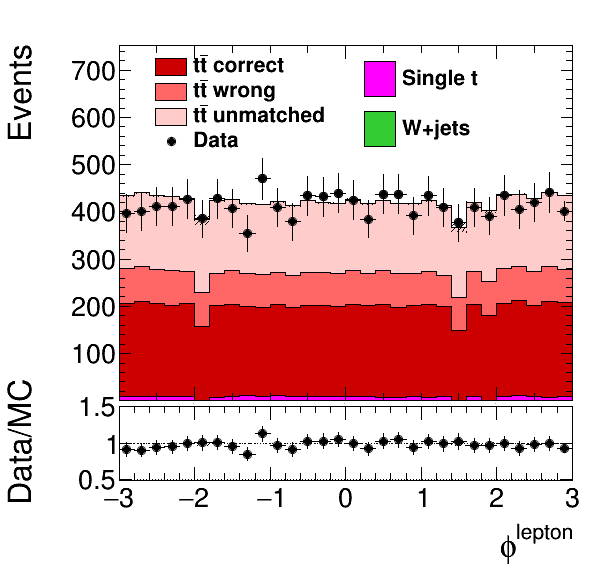 Events
700
600
500
400
300
200
100
tt̄ correct
tt̄ wrong
tt̄ unmatched
Data
Single t
W+jets
Data/MC
1.5
1
0.5
−3 −2 −1 0 1 2 3
ϕ^lepton